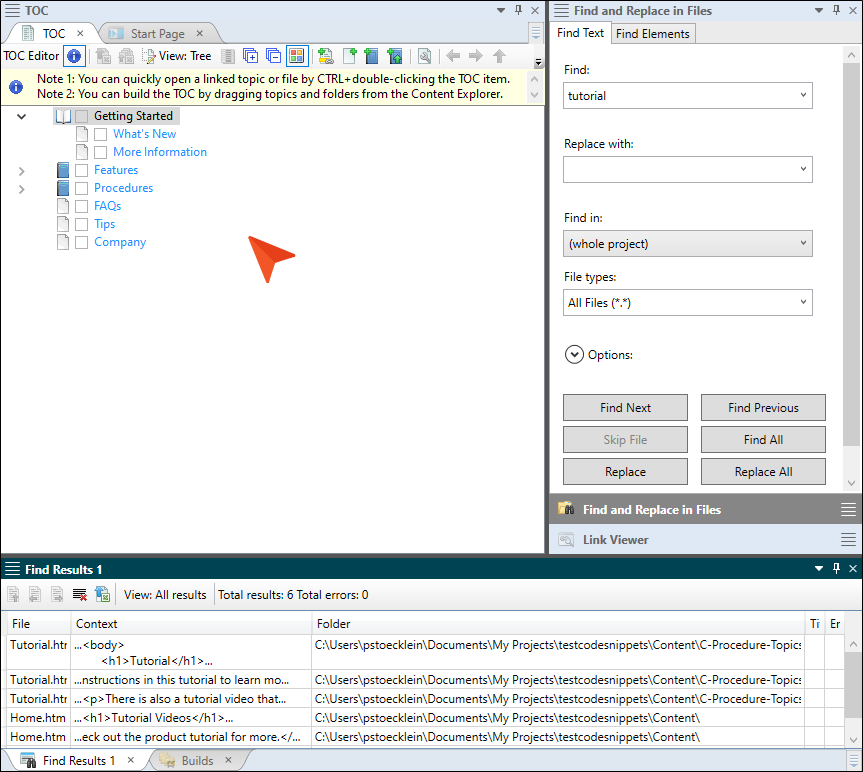 TOC
TOC
Start Page
TOC Editor
View: Tree
Note 1: You can quickly open a linked topic or file by CTRL+double-clicking the TOC item.
Note 2: You can build the TOC by dragging topics and folders from the Content Explorer.
Getting Started
What's New
More Information
Features
Procedures
FAQs
Tips
Company
Find and Replace in Files
Find Text
Find Elements
Find:
tutorial
Replace with:
Find in:
(whole project)
File types:
All Files (*.*)
Options:
Find Next
Find Previous
Skip File
Find All
Replace
Replace All
Find and Replace in Files
Link Viewer
Find Results 1
View: All results
Total results: 6 Total errors: 0
File Context Folder Ti Er
Tutorial.htr ...<body> C:\Users\pstoecklein\Documents\My Projects\testcodesnippets\Content\C-Procedure-Topics
<h1>Tutorial</h1>...
Tutorial.htr ...nstructions in this tutorial to learn mo... C:\Users\pstoecklein\Documents\My Projects\testcodesnippets\Content\C-Procedure-Topics
Tutorial.htr ...<p>There is also a tutorial video that... C:\Users\pstoecklein\Documents\My Projects\testcodesnippets\Content\C-Procedure-Topics
Home.htm ...<h1>Tutorial Videos</h1>... C:\Users\pstoecklein\Documents\My Projects\testcodesnippets\Content\
Home.htm ...eck out the product tutorial for more.</... C:\Users\pstoecklein\Documents\My Projects\testcodesnippets\Content\
Find Results 1
Builds